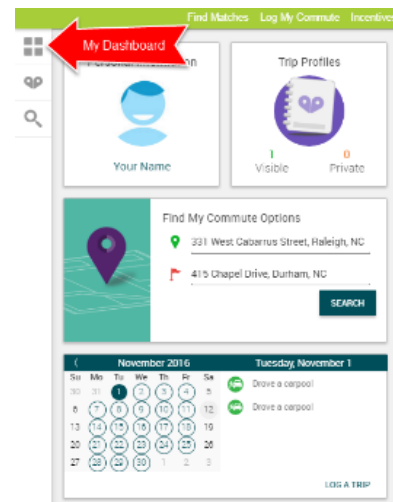 Find Matches Log My Commute Incentives
My Dashboard
Trip Profiles
Your Name
1 0
Visible Private
Find My Commute Options
331 West Cabarrus Street, Raleigh, NC
415 Chapel Drive, Durham, NC
SEARCH
November 2016
Tuesday, November 1
Su Mo Tu We Th Fr Sa
30 31 1 2 3 4 5
6 7 8 9 10 11 12
13 14 15 16 17 18 19
20 21 22 23 24 25 26
27 28 29 30 1 2 3
Drove a carpool
Drove a carpool
LOG A TRIP